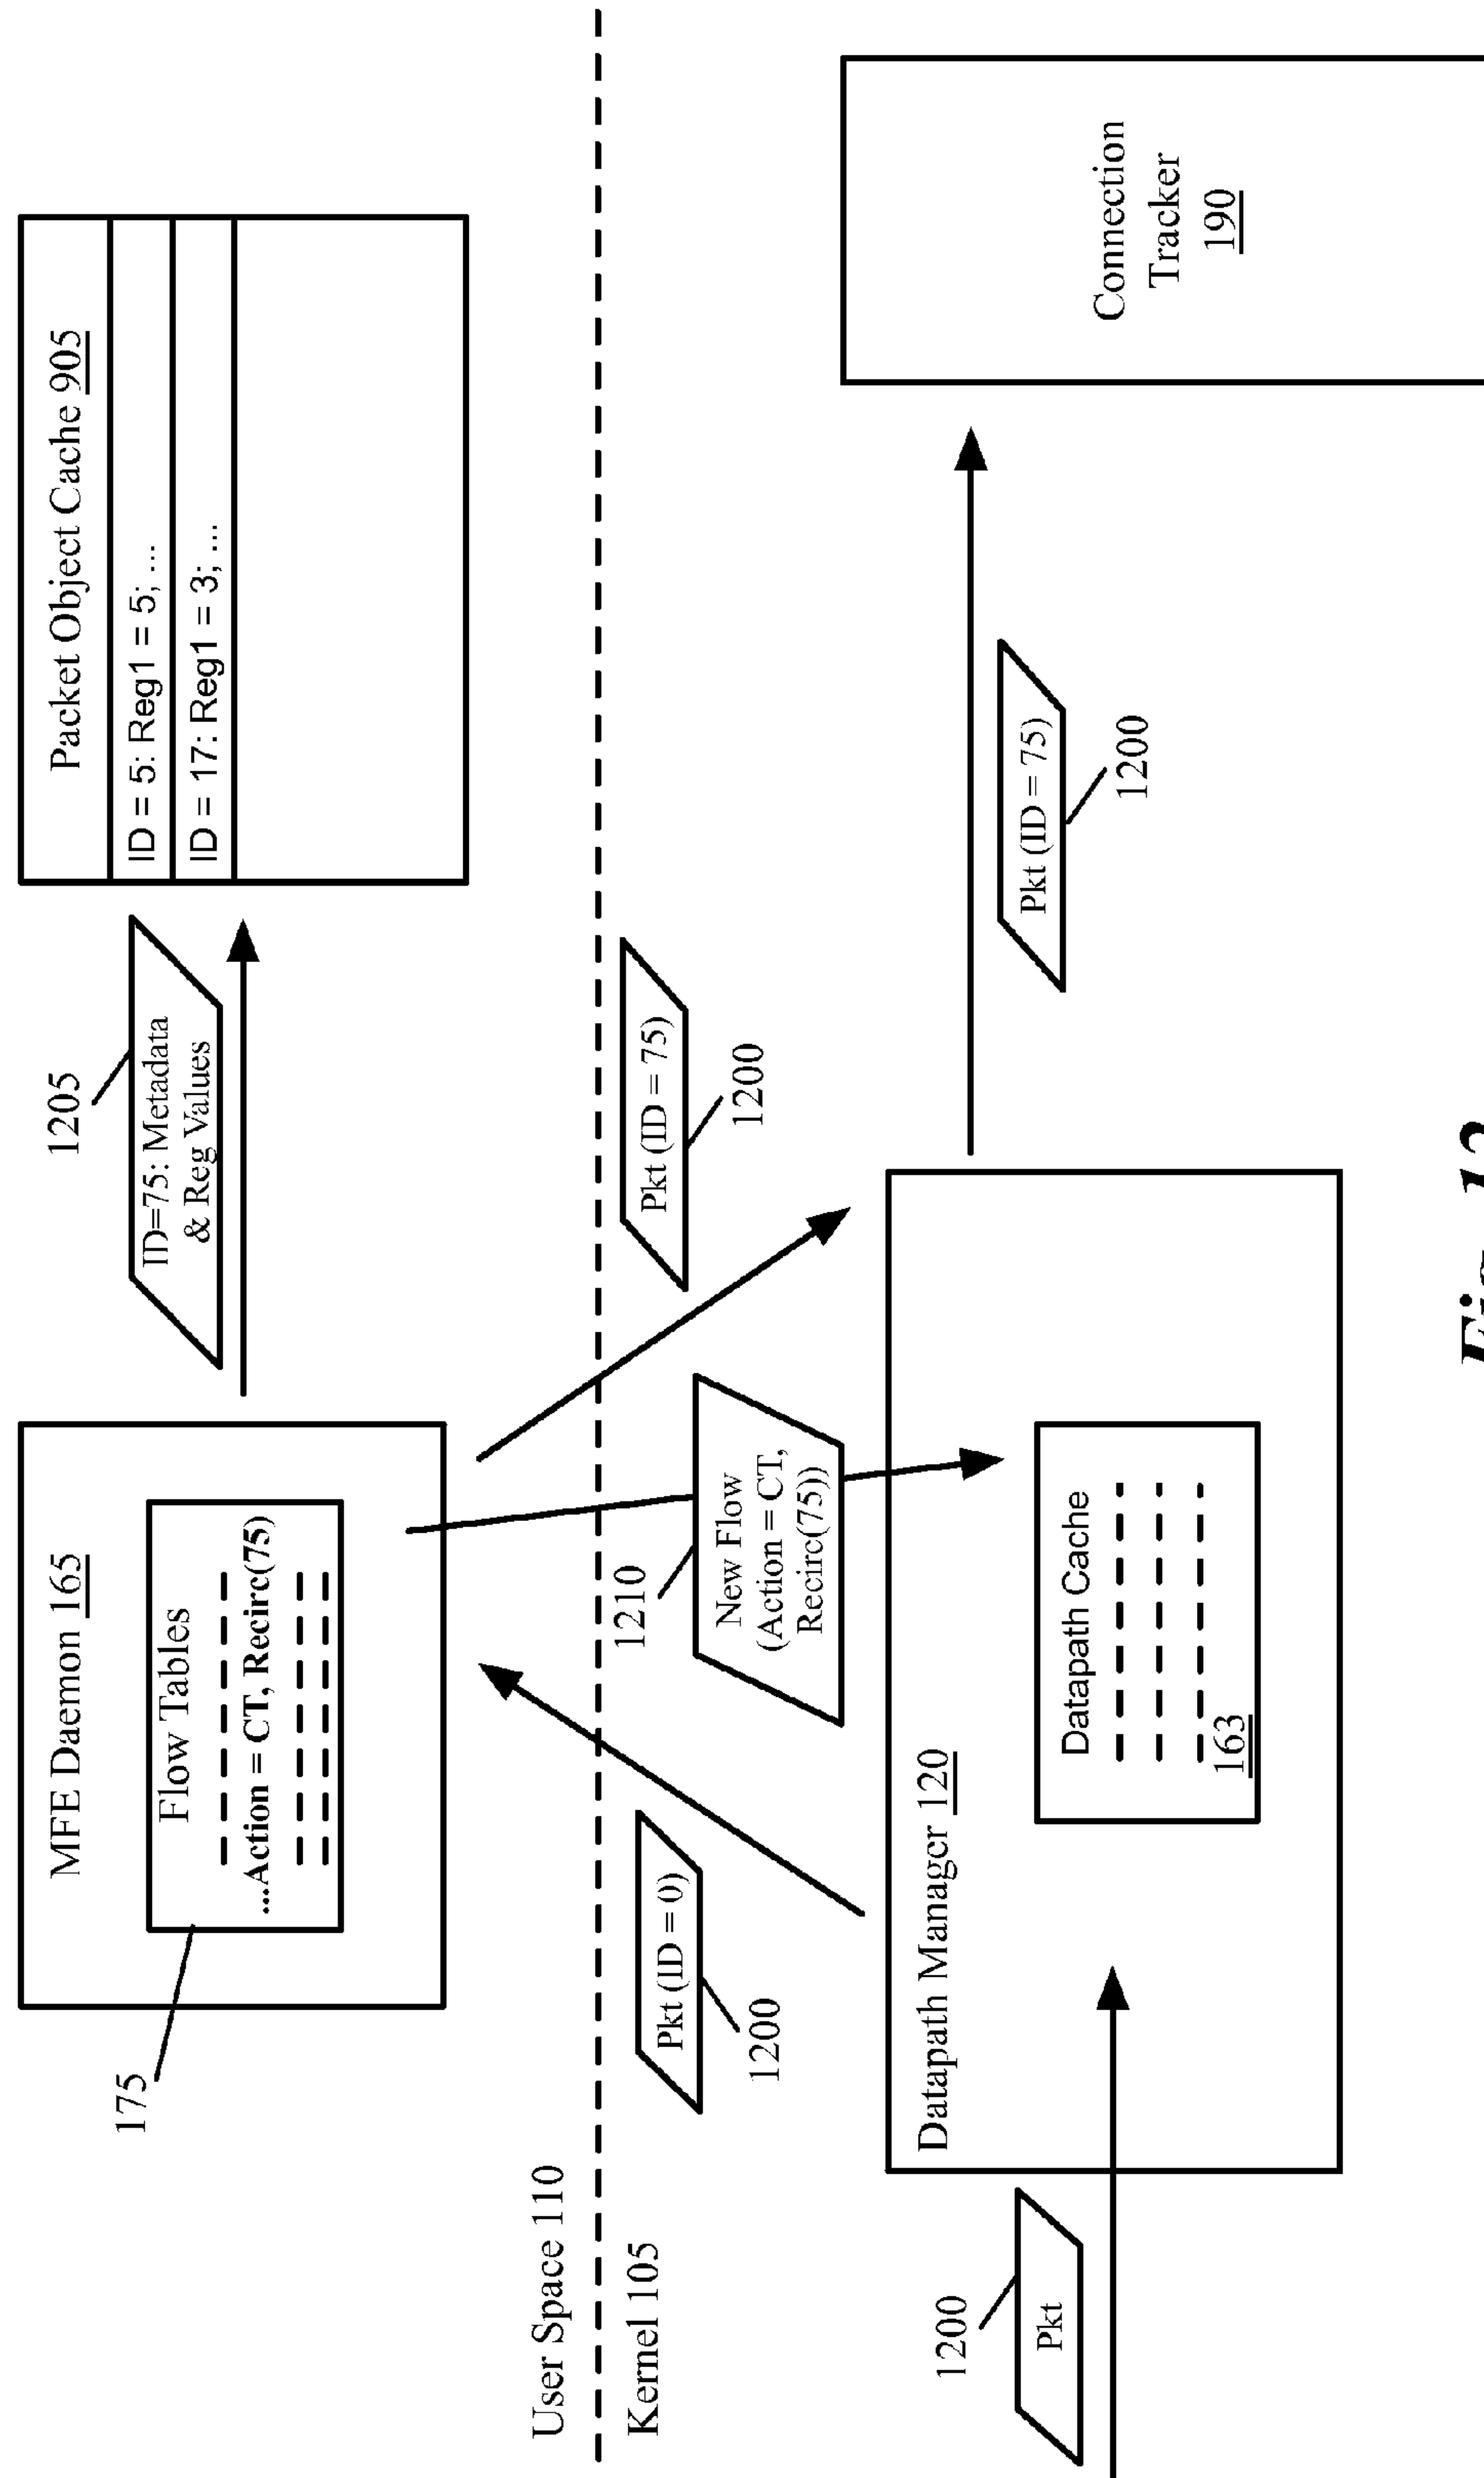 175
MFE Daemon 165
Flow Tables
...Action = CT, Recirc(75)
1205
ID=75: Metadata
& Reg Values
Packet Object Cache 905
ID = 5: Reg1 = 5; ...
ID = 17: Reg1 = 3; ...
User Space 110
Kernel 105
Pkt (ID = 0)
1200
1210
New Flow
(Action = CT,
Recirc(75))
Pkt (ID = 75)
1200
1200
Pkt
Datapath Manager 120
Datapath Cache
163
Pkt (ID = 75)
1200
Connection
Tracker
190